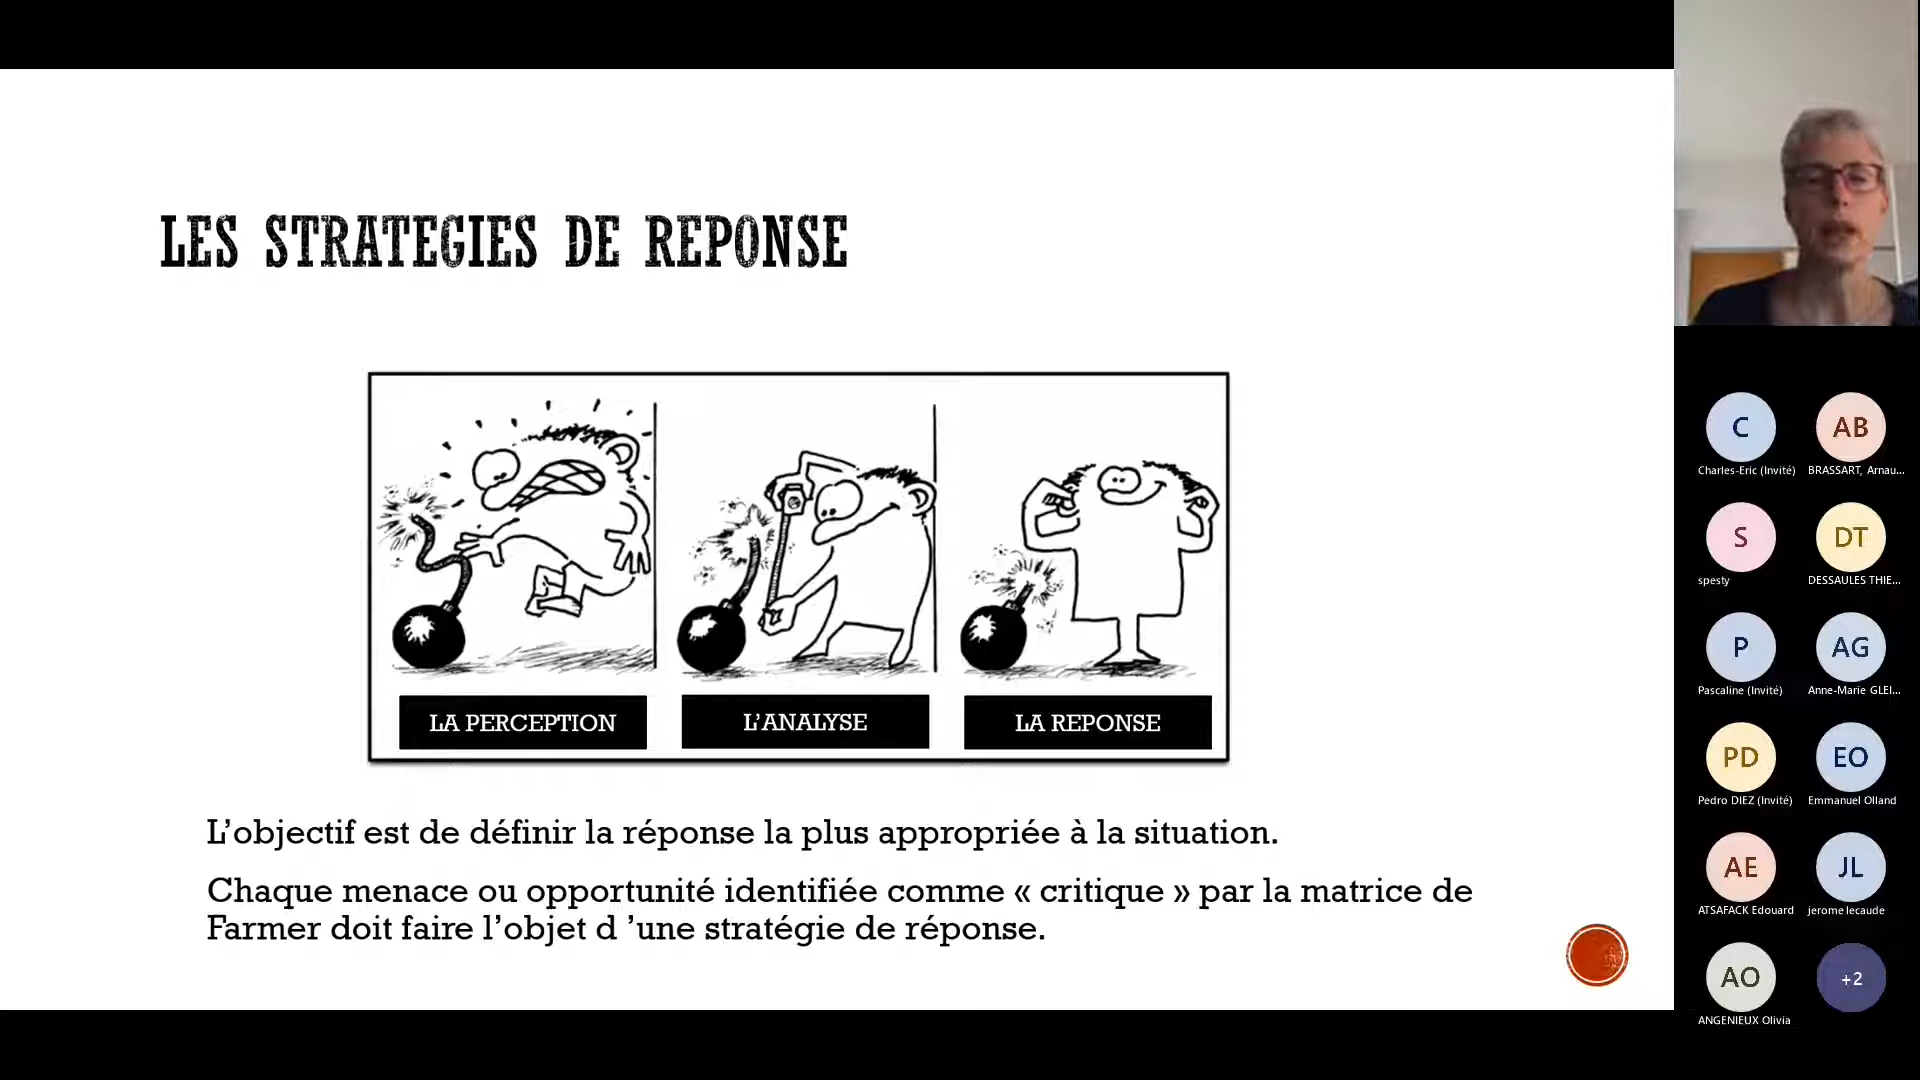 LES STRATEGIES DE REPONSE
LA PERCEPTION
L'ANALYSE
LA REPONSE
L'objectif est de définir la réponse la plus appropriée à la situation.
Chaque menace ou opportunité identifiée comme « critique » par la matrice de
Farmer doit faire l'objet d 'une stratégie de réponse.
C
AB
Charles-Eric (Invité)
BRASSART, Arnau...
S
DT
spesty
DESSAULES THIE...
P
AG
Pascaline (Invité)
Anne-Marie GLEI...
PD
EO
Pedro DIEZ (Invité)
Emmanuel Olland
AE
JL
ATSAFACK Edouard
jerome lecaude
AO
+2
ANGENIEUX Olivia